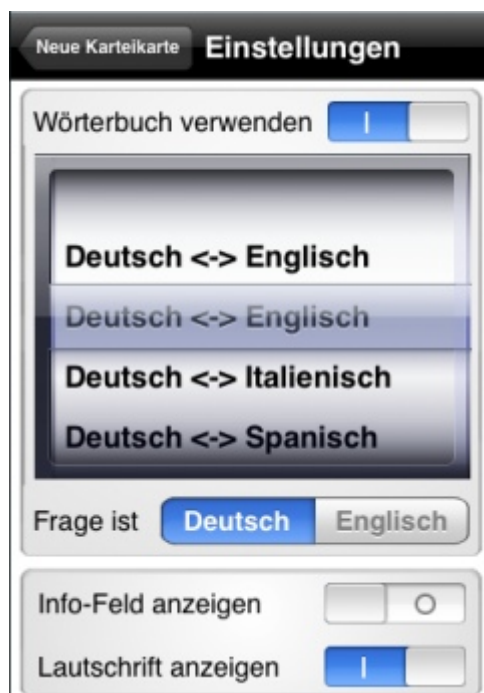 Neue Karteikarte Einstellungen
Wörterbuch verwenden
Deutsch <-> Englisch
Deutsch <-> Englisch
Deutsch <-> Italienisch
Deutsch <-> Spanisch
Frage ist Deutsch Englisch
Info-Feld anzeigen
Lautschrift anzeigen